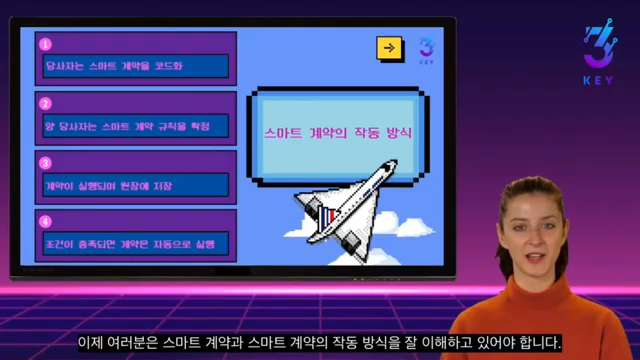 1
당사자는 스마트 계약을 코드화
2
양 당사자는 스마트 계약 규칙을 확정
3
계약이 실행되며 원장에 저장
4
조건이 충족되면 계약은 자동으로 실행
스마트 계약의 작동 방식
3
KEY
3
KEY
이제 여러분은 스마트 계약과 스마트 계약의 작동 방식을 잘 이해하고 있어야 합니다.